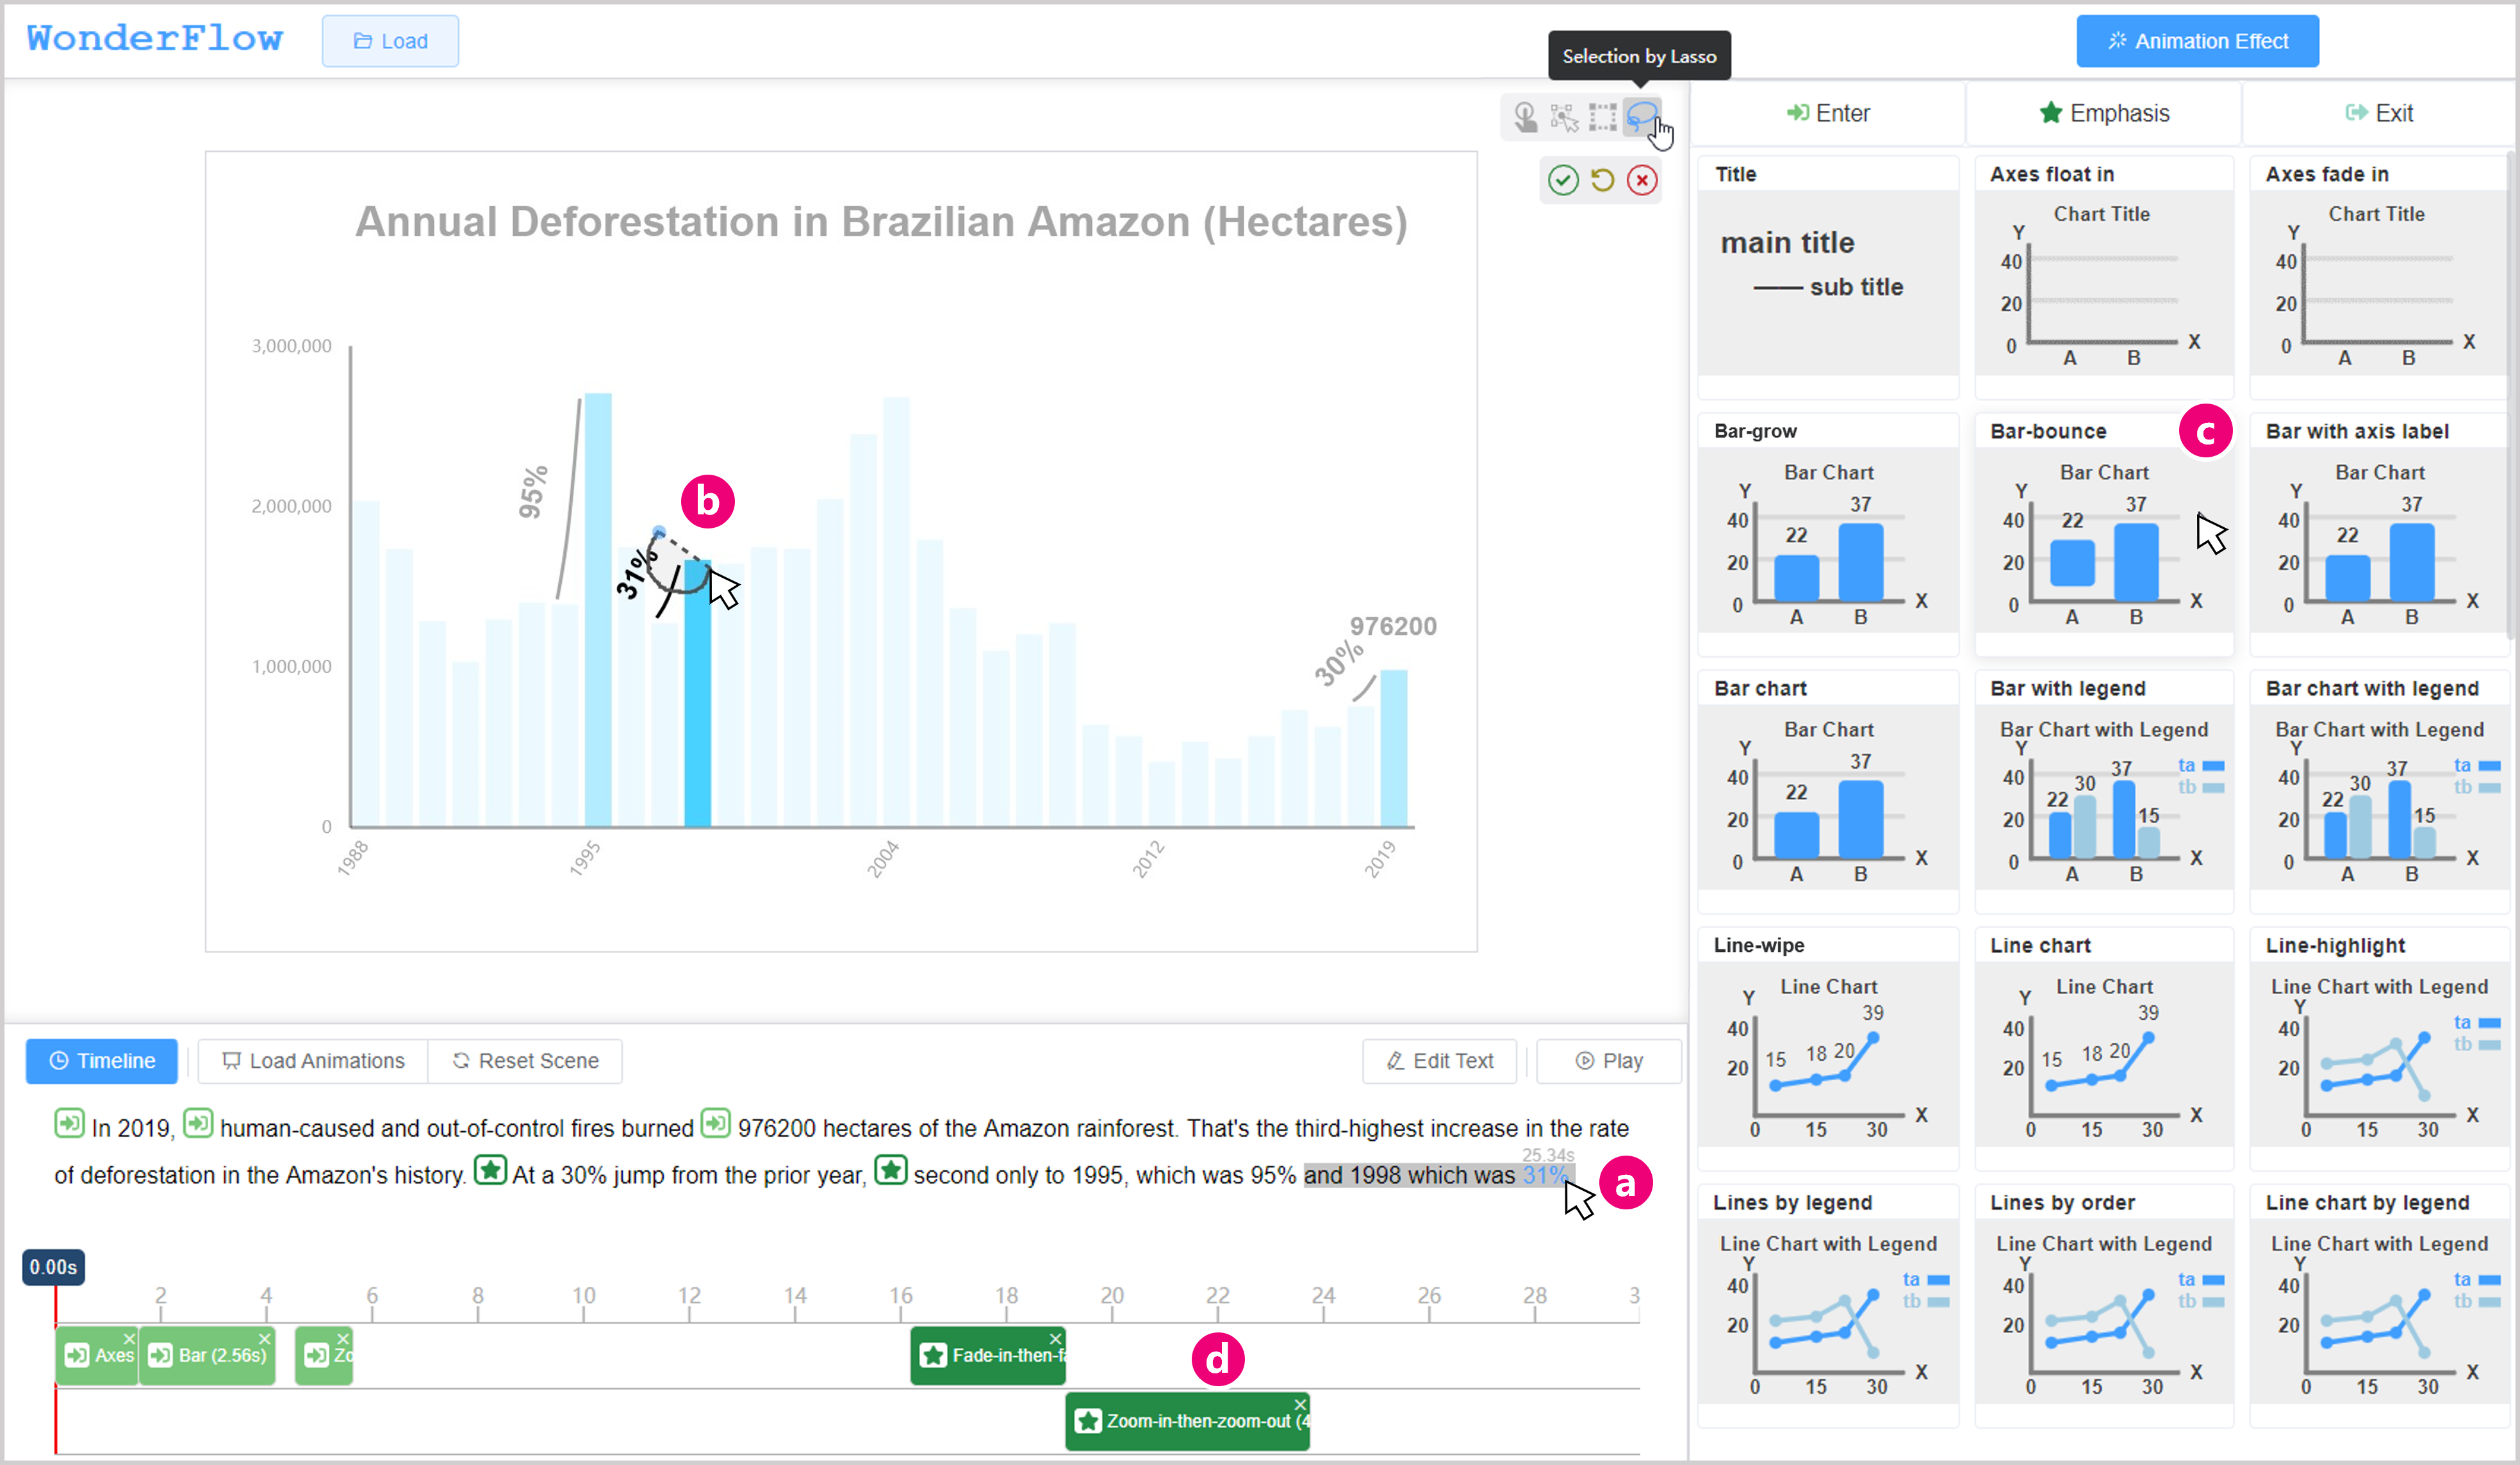 WonderFlow
Load
Selection by Lasso
Animation Effect
Enter
Emphasis
Exit
Annual Deforestation in Brazilian Amazon (Hectares)
3,000,000
2,000,000
1,000,000
0
95%
31%
30%
976200
1988
1995
2004
2012
2019
b
Title
main title
sub title
Axes float in
Chart Title
Y
40
20
0
X
A B
Axes fade in
Chart Title
Y
40
20
0
X
A B
Bar-grow
Bar Chart
Y
37
40
22
20
0
X
A B
Bar-bounce
c
Bar Chart
Y
37
40
22
20
0
X
A B
Bar with axis label
Bar Chart
Y
37
40
22
20
0
X
A B
Bar chart
Bar Chart
Y
37
40
22
20
0
X
A B
Bar with legend
Bar Chart with Legend
Y
ta
tb
40
22 30 37 15
20
0
X
A B
Bar chart with legend
Bar Chart with Legend
Y
ta
tb
40
22 30 37 15
20
0
X
A B
Line-wipe
Line Chart
Y
39
40
15 18 20
20
X
0 15 30
Line chart
Line Chart
Y
39
40
15 18 20
20
X
0 15 30
Line-highlight
Line Chart with Legend
Y
ta
tb
40
20
X
0 15 30
Lines by legend
Line Chart with Legend
Y
ta
tb
40
20
X
0 15 30
Lines by order
Line Chart with Legend
Y
ta
tb
40
20
X
0 15 30
Line chart by legend
Line Chart with Legend
Y
ta
tb
40
20
X
0 15 30
Timeline
Load Animations
Reset Scene
Edit Text
Play
In 2019, human-caused and out-of-control fires burned 976200 hectares of the Amazon rainforest. That's the third-highest increase in the rate
25.34s
of deforestation in the Amazon's history. At a 30% jump from the prior year, second only to 1995, which was 95% and 1998 which was 31%
a
0.00s
2 4 6 8 10 12 14 16 18 20 22 24 26 28 3
Axes
Bar (2.56s)
Zo
Fade-in-then-fa
d
Zoom-in-then-zoom-out (4